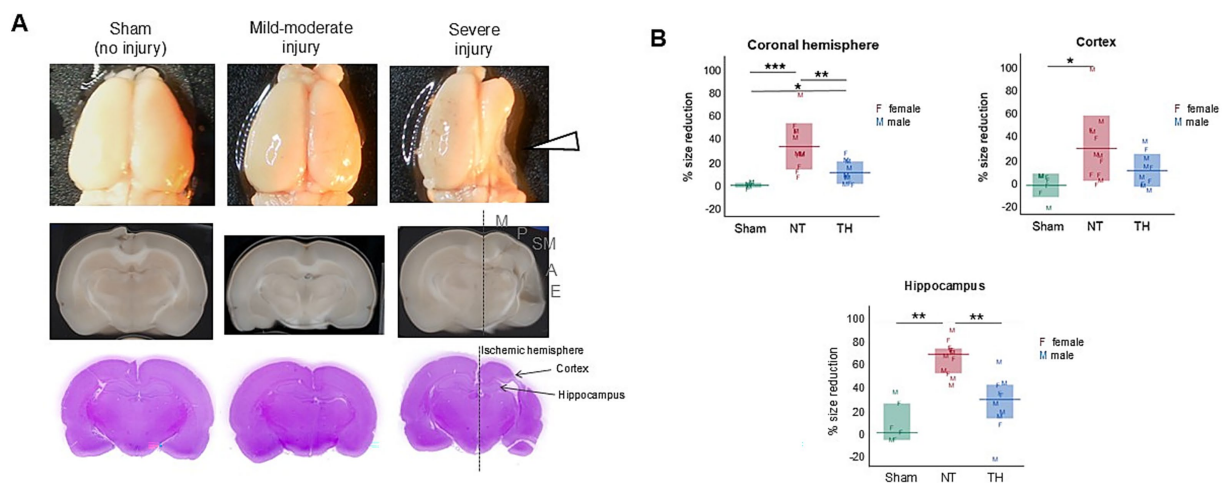 A
Sham
(no injury)
Mild-moderate
injury
Severe
injury
M
P
SM
A
E
Ischemic hemisphere
Cortex
Hippocampus
B
Coronal hemisphere
% size reduction
100
80
60
40
20
0
-20
***
**
*
F female
M male
Sham NT TH
Cortex
% size reduction
100
80
60
40
20
0
-20
*
F female
M male
Sham NT TH
Hippocampus
% size reduction
100
80
60
40
20
0
-20
** **
F female
M male
Sham NT TH